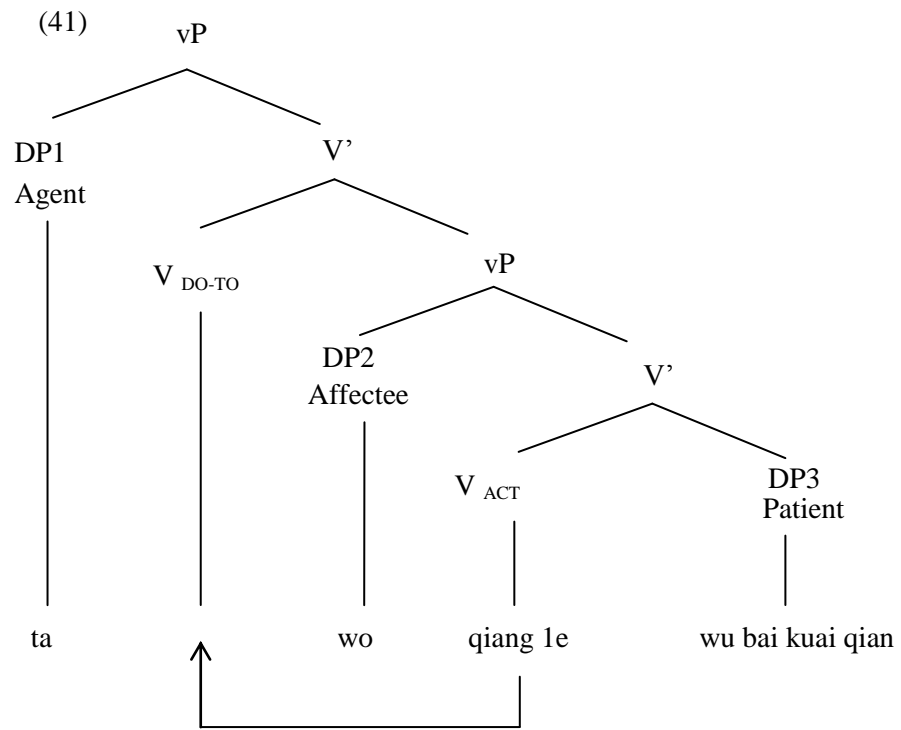 (41)
vP
DP1
Agent
V’
V DO-TO
vP
DP2
Affectee
V’
V ACT
DP3
Patient
ta
wo
qiang 1e
wu bai kuai qian